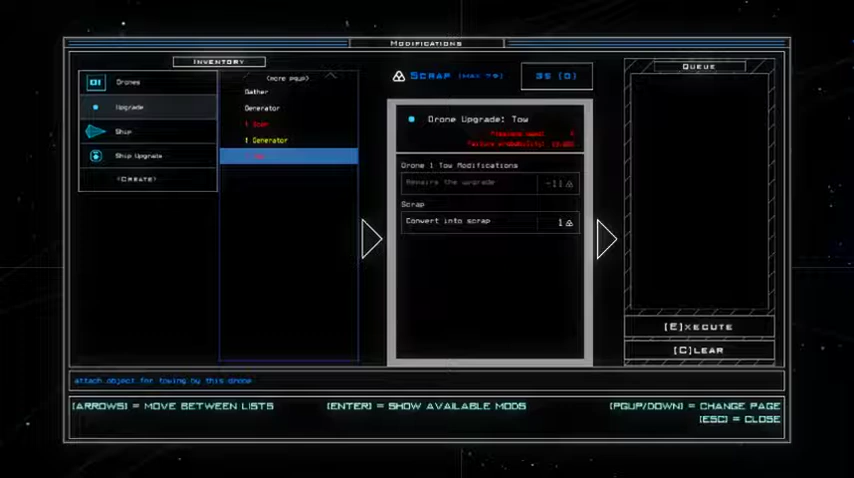 MODIFICATIONS
INVENTORY
Drones
Upgrade
Ship
Ship Upgrade
<Create>
(more pgup)
Gather
Generator
! Scan
! Generator
SCRAP
35 (0)
Drone Upgrade: Tow
Drone 1 Tow Modifications
Repairs the upgrade
-11
Scrap
Convert into scrap
1
QUEUE
[E]XECUTE
[C]LEAR
attach object for towing by this drone
[ARROWS] = MOVE BETWEEN LISTS
[ENTER] = SHOW AVAILABLE MODS
[PGUP/DOWN] = CHANGE PAGE
[ESC] = CLOSE